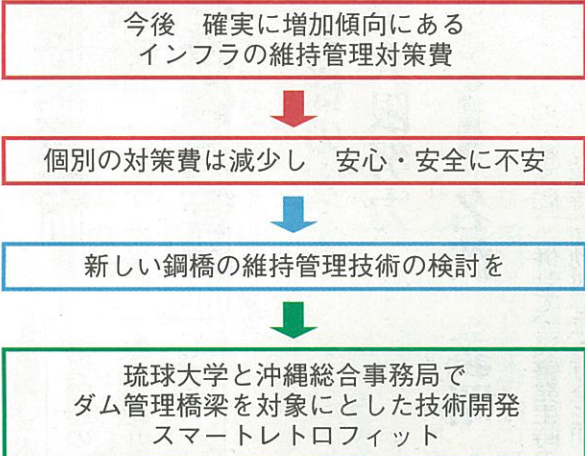 今後　確実に増加傾向にある
インフラの維持管理対策費
個別の対策費は減少し　安心・安全に不安
新しい鋼橋の維持管理技術の検討を
琉球大学と沖縄総合事務局で
ダム管理橋梁を対象にとした技術開発
スマートレトロフィット